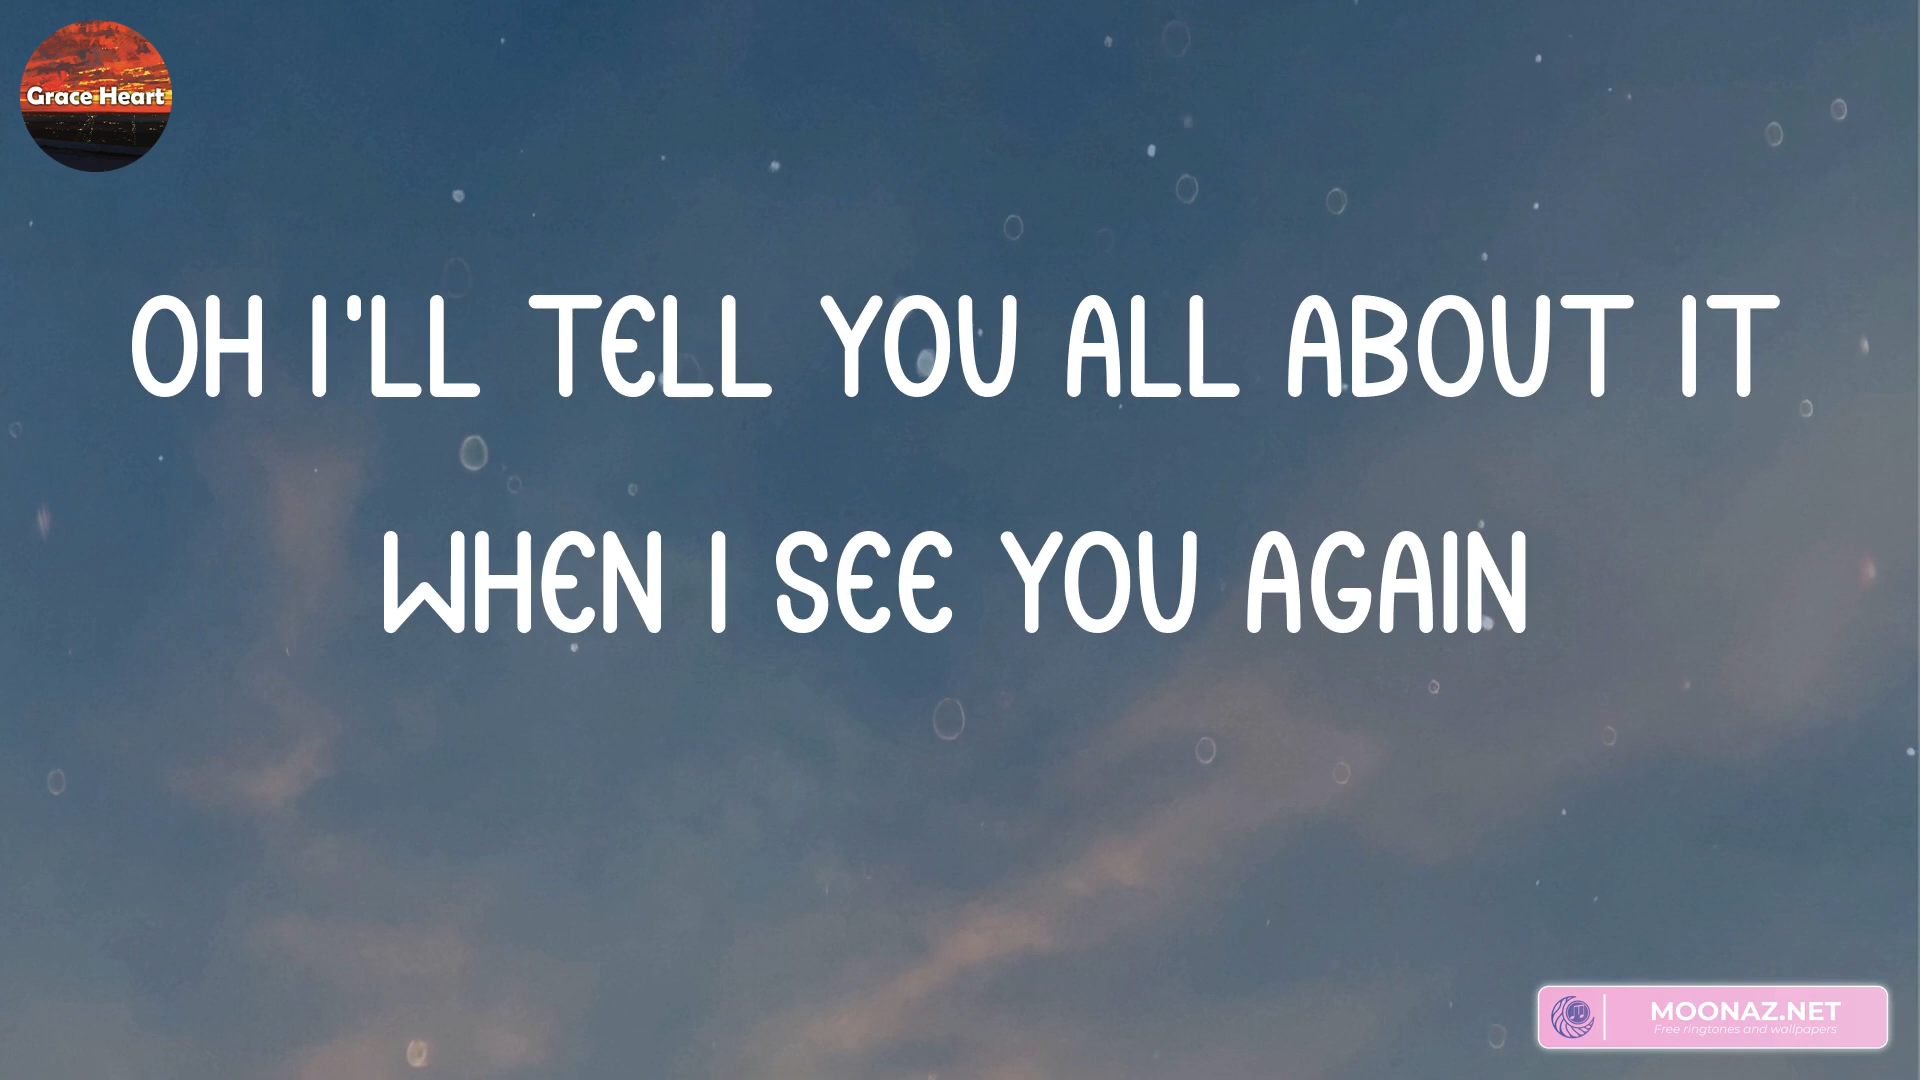 Grace Heart
OH I'LL TELL YOU ALL ABOUT IT
WHEN I SEE YOU AGAIN
MOONAZ.NET
Free ringtones and wallpapers